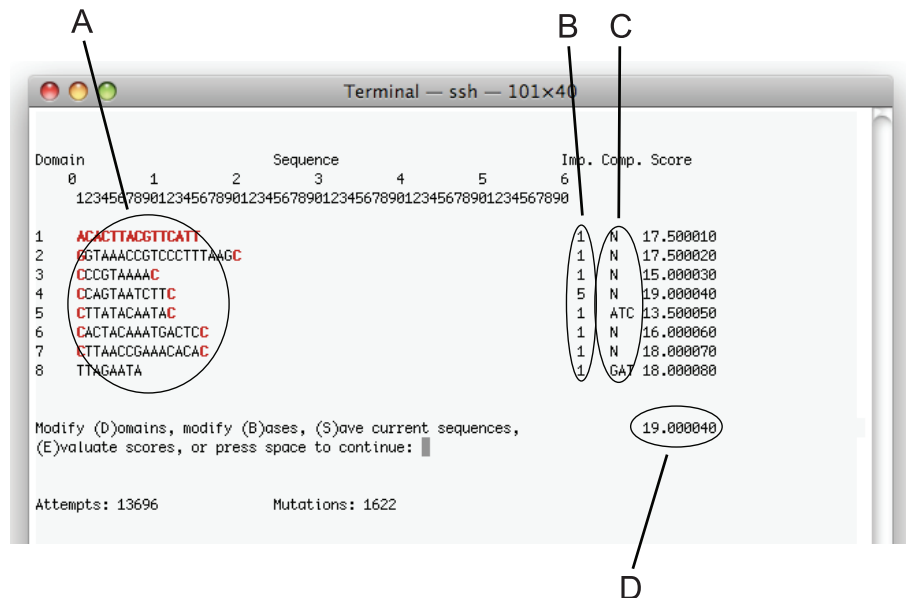 A B C
Terminal — ssh — 101×40
Domain Sequence Imp. Comp. Score
0 1 2 3 4 5 6
123456789012345678901234567890123456789012345678901234567890
1 ACACTTACGTTCATT 1 N 17.500010
2 GGTAAACCGTCCCTTTAAGC 1 N 17.500020
3 CCCGTAAAAC 1 N 15.000030
4 CCAGTAATCTTC 5 N 19.000040
5 CTTATACAATAC 1 ATC 13.500050
6 CACTACAAATGACTCC 1 N 16.000060
7 CTTAACCGAAACACAC 1 N 18.000070
8 TTAGAATA 1 GAT 18.000080
Modify (D)omains, modify (B)ases, (S)ave current sequences, 19.000040
(E)valuate scores, or press space to continue:
Attempts: 13696 Mutations: 1622
D